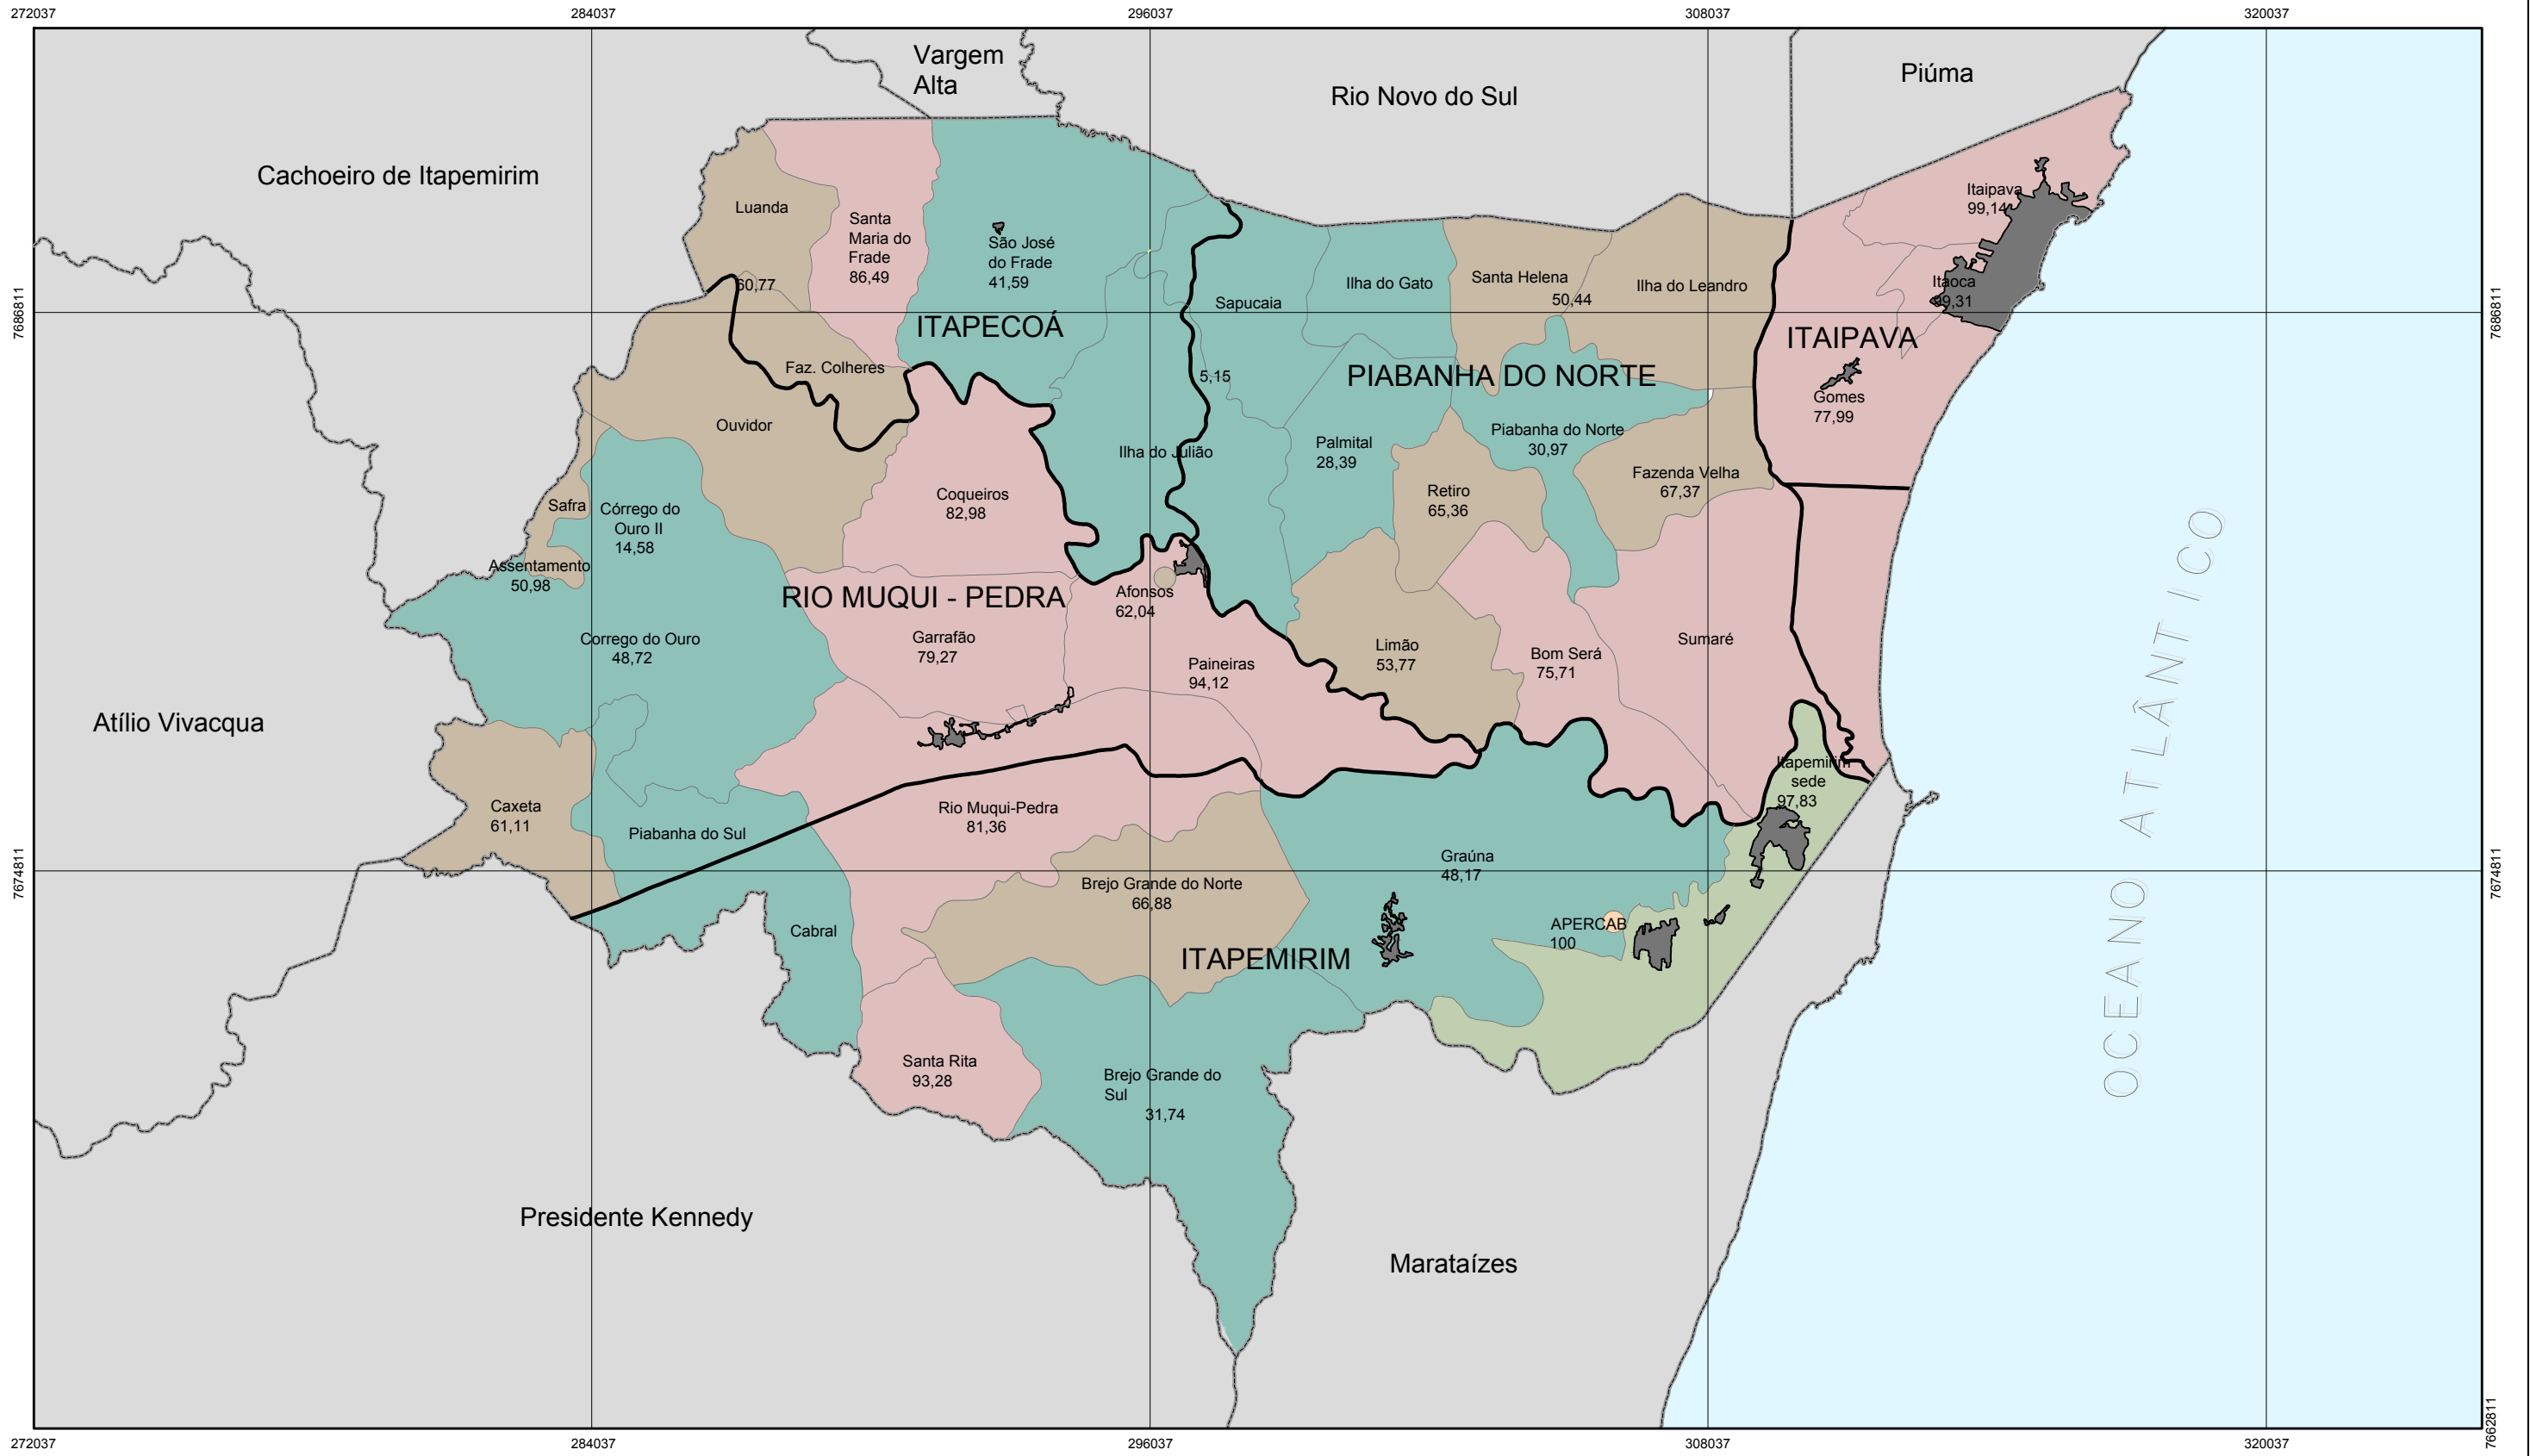 272037
284037
296037
308037
320037
Vargem
Alta
Piúma
Rio Novo do Sul
Cachoeiro de Itapemirim
Itaipava
99,14
Luanda
Santa
Maria do
Frade
86,49
São José
do Frade
41,59
60,77
Sapucaia
Ilha do Gato
Santa Helena
50,44
Ilha do Leandro
Itaoca
99,31
7686811
7686811
ITAPECOÁ
ITAIPAVA
Faz. Colheres
5,15
PIABANHA DO NORTE
Gomes
77,99
Ouvidor
Ilha do Julião
Palmital
28,39
Piabanha do Norte
30,97
Fazenda Velha
67,37
Retiro
65,36
Coqueiros
82,98
Safra
Córrego do
Ouro II
14,58
Assentamento
50,98
RIO MUQUI - PEDRA
Afonsos
62,04
Corrego do Ouro
48,72
Garrafão
79,27
Paineiras
94,12
Limão
53,77
Bom Será
75,71
Sumaré
Atílio Vivacqua
Itapemirim
sede
97,83
Caxeta
61,11
Piabanha do Sul
Rio Muqui-Pedra
81,36
Graúna
48,17
7674811
7674811
Brejo Grande do Norte
66,88
Cabral
APERCAB
100
ITAPEMIRIM
OCEANO ATLÂNTICO
Santa Rita
93,28
Brejo Grande do
Sul
31,74
Presidente Kennedy
Marataízes
7662811
272037
284037
296037
308037
320037